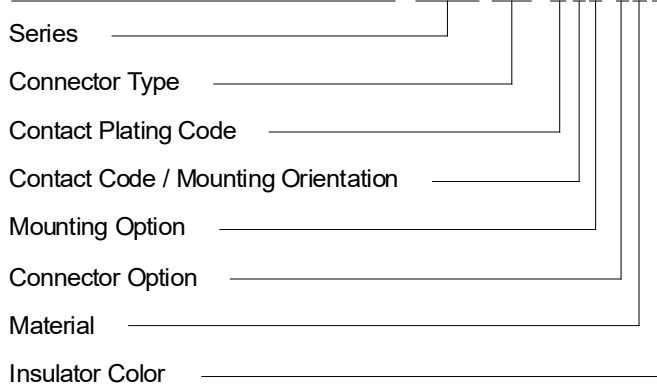 Series
Connector Type
Contact Plating Code
Contact Code / Mounting Orientation
Mounting Option
Connector Option
Material
Insulator Color